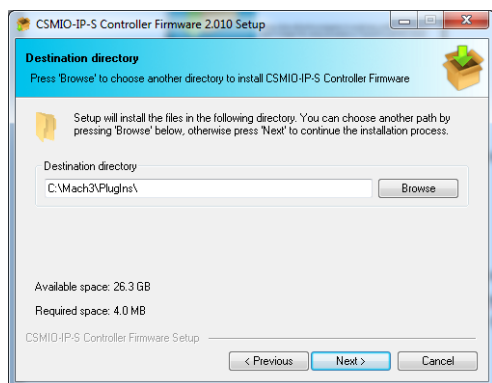 CSMIO-IP-S Controller Firmware 2.010 Setup
Destination directory
Press 'Browse' to choose another directory to install CSMIO-IP-S Controller Firmware
Setup will install the files in the following directory. You can choose another path by
pressing 'Browse' below, otherwise press 'Next' to continue the installation process.
Destination directory
C:\Mach3\PlugIns\
Browse
Available space: 26.3 GB
Required space: 4.0 MB
CSMIO-IP-S Controller Firmware Setup
< Previous
Next >
Cancel